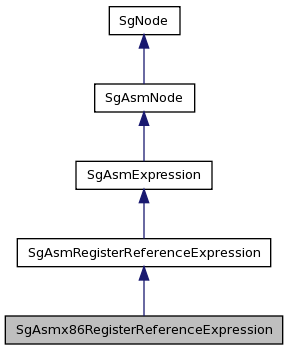 SgNode
SgAsmNode
SgAsmExpression
SgAsmRegisterReferenceExpression
SgAsmx86RegisterReferenceExpression